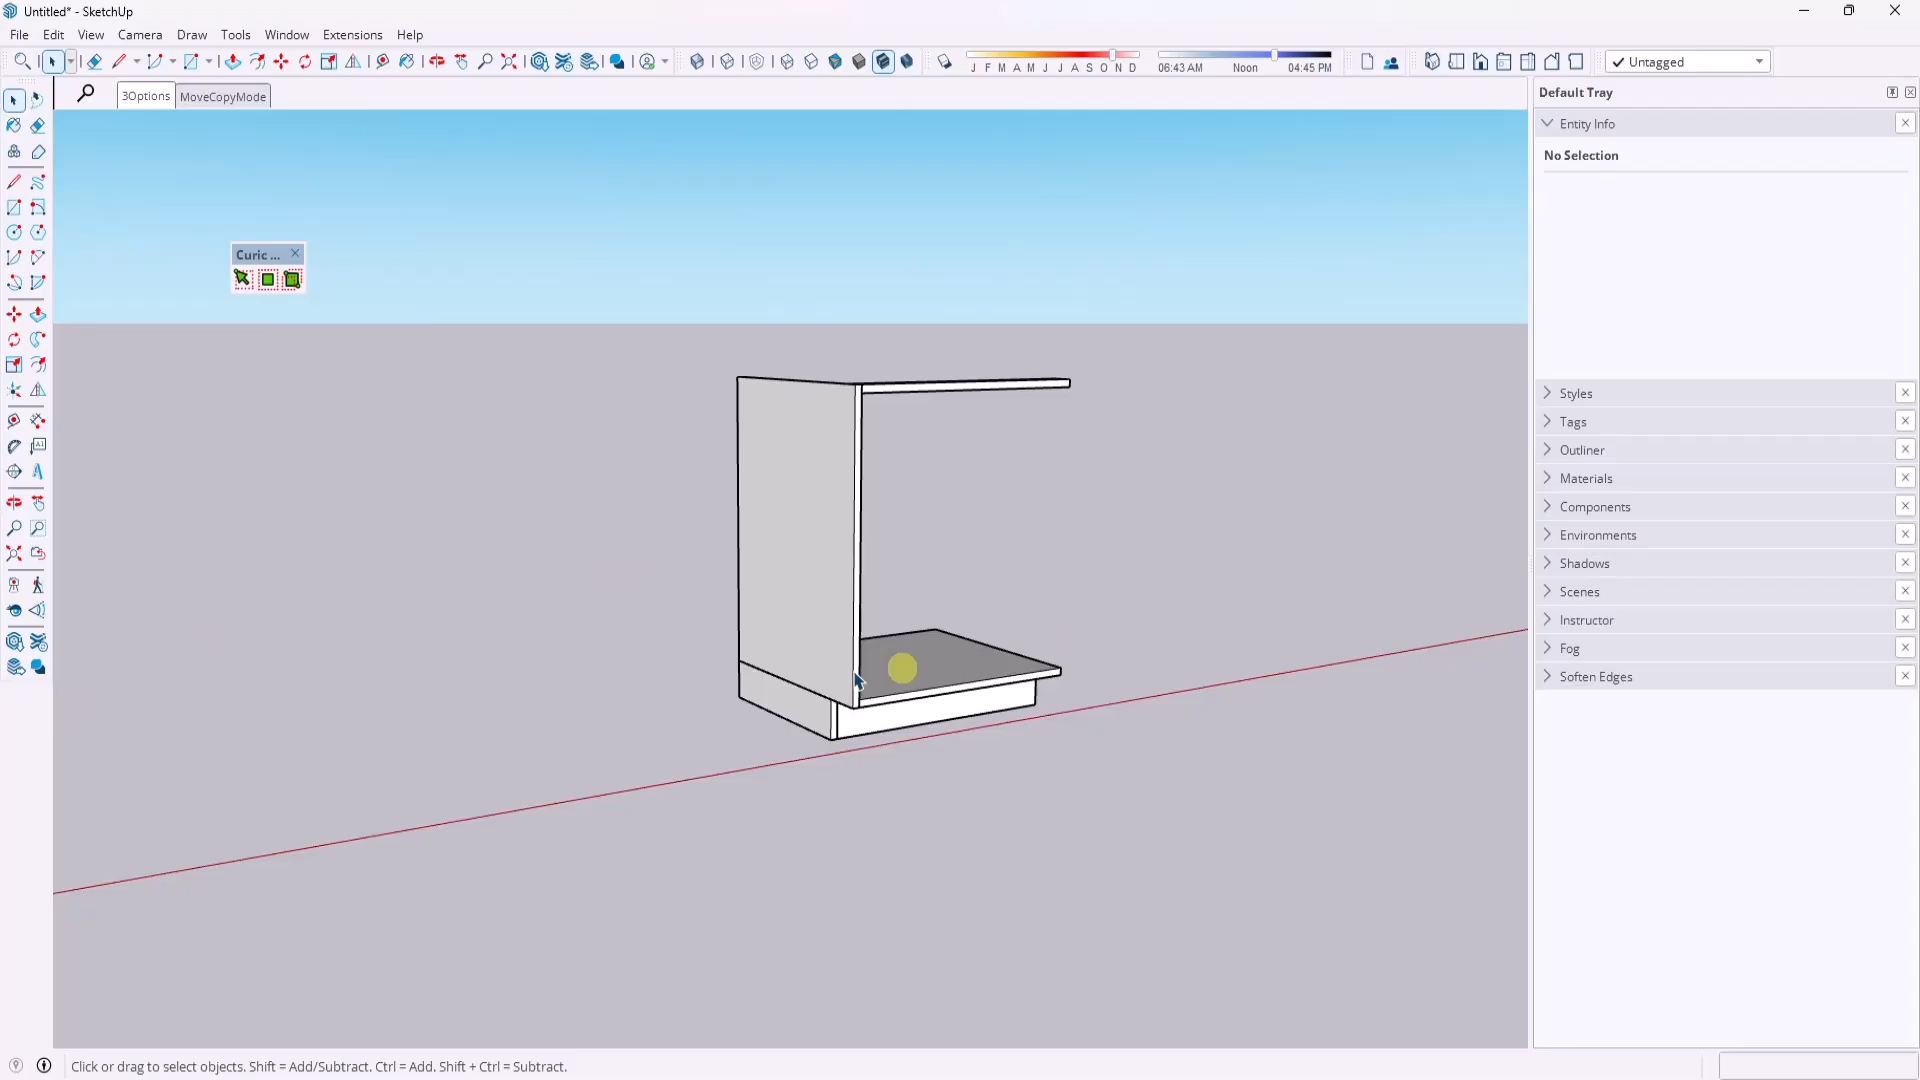 Untitled* - SketchUp
File Edit View Camera Draw Tools Window Extensions Help
J F M A M J J A S O N D 06:43 AM Noon 04:45 PM
Untagged
3Options MoveCopyMode
Default Tray
Entity Info
No Selection
Curic ...
Styles
Tags
Outliner
Materials
Components
Environments
Shadows
Scenes
Instructor
Fog
Soften Edges
Click or drag to select objects. Shift = Add/Subtract. Ctrl = Add. Shift + Ctrl = Subtract.